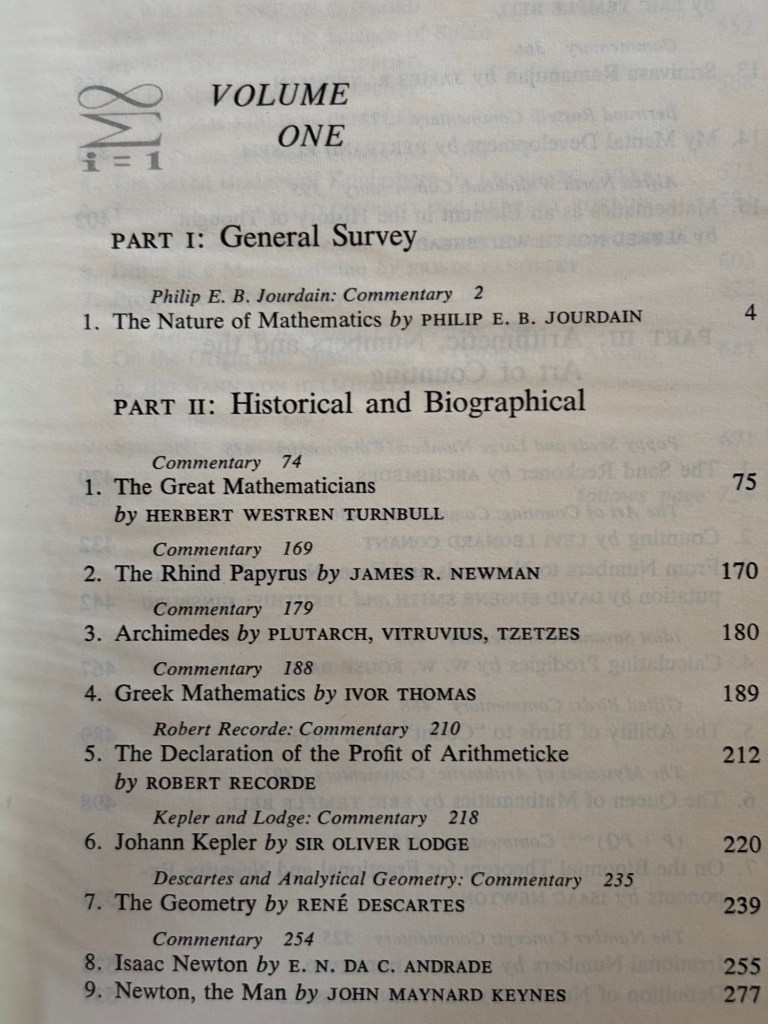 ∞
M
i = 1
VOLUME
ONE
PART I: General Survey
Philip E. B. Jourdain: Commentary 2
1. The Nature of Mathematics by PHILIP E. B. JOURDAIN 4
PART II: Historical and Biographical
Commentary 74
1. The Great Mathematicians 75
by HERBERT WESTREN TURNBULL
Commentary 169
2. The Rhind Papyrus by JAMES R. NEWMAN 170
Commentary 179
3. Archimedes by PLUTARCH, VITRUVIUS, TZETZES 180
Commentary 188
4. Greek Mathematics by IVOR THOMAS 189
Robert Recorde: Commentary 210
5. The Declaration of the Profit of Arithmeticke 212
by ROBERT RECORDE
Kepler and Lodge: Commentary 218
6. Johann Kepler by SIR OLIVER LODGE 220
Descartes and Analytical Geometry: Commentary 235
7. The Geometry by RENÉ DESCARTES 239
Commentary 254
8. Isaac Newton by E. N. DA C. ANDRADE 255
9. Newton, the Man by JOHN MAYNARD KEYNES 277